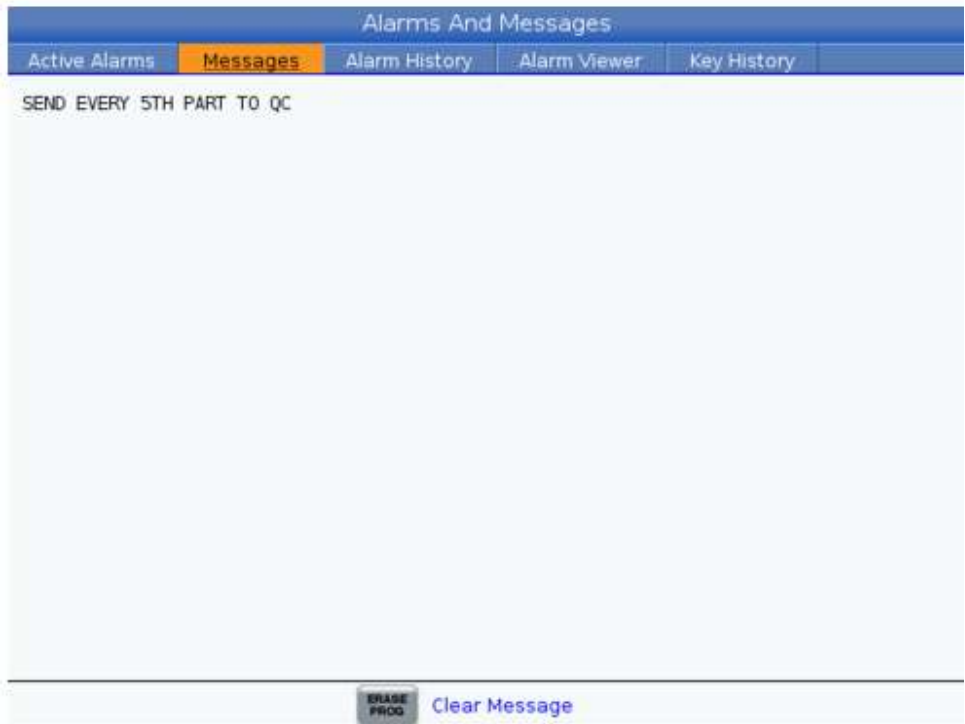 Alarms And Messages
Active Alarms Messages Alarm History Alarm Viewer Key History
SEND EVERY 5TH PART TO QC
ERASE
PROG
Clear Message